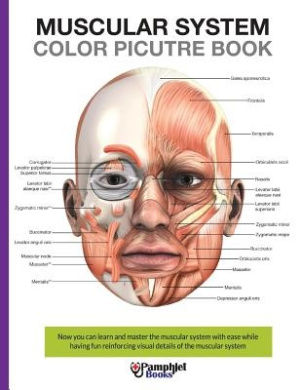 MUSCULAR SYSTEM
COLOR PICUTRE BOOK
Galea aponeurotica
Frontalis
Temporalis
Corrugator
Levator palpebrae
Superior tarsus
Orbicularis oculi
Nasalis
Levator labii
alaeque nasi
Levator labii
alaeque nasi
Levator labii
superioris
Zygomatic minor
Zygomatic minor
Zygomatic major
Buccinator
Levator anguli oris
Buccinator
Orbicularis oris
Muscular node
Masseter
Masseter
Mentalis
Mentalis
Depressor anguli oris
Now you can learn and master the muscular system with ease while
having fun reinforcing visual details of the muscular system
Pamphlet
Books